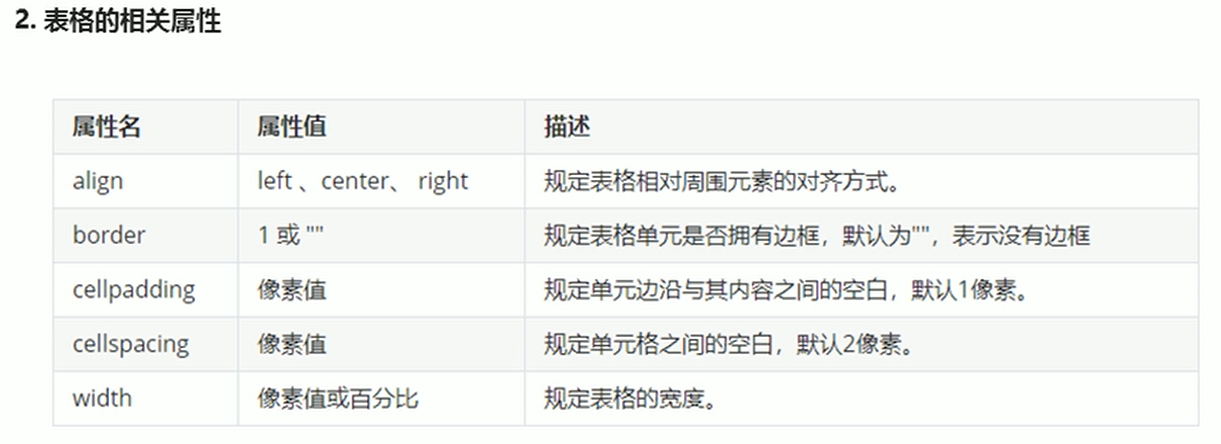 2. 表格的相关属性
属性名 属性值 描述
align left 、center、 right 规定表格相对周围元素的对齐方式。
border 1 或 "" 规定表格单元是否拥有边框，默认为""，表示没有边框
cellpadding 像素值 规定单元边沿与其内容之间的空白，默认1像素。
cellspacing 像素值 规定单元格之间的空白，默认2像素。
width 像素值或百分比 规定表格的宽度。